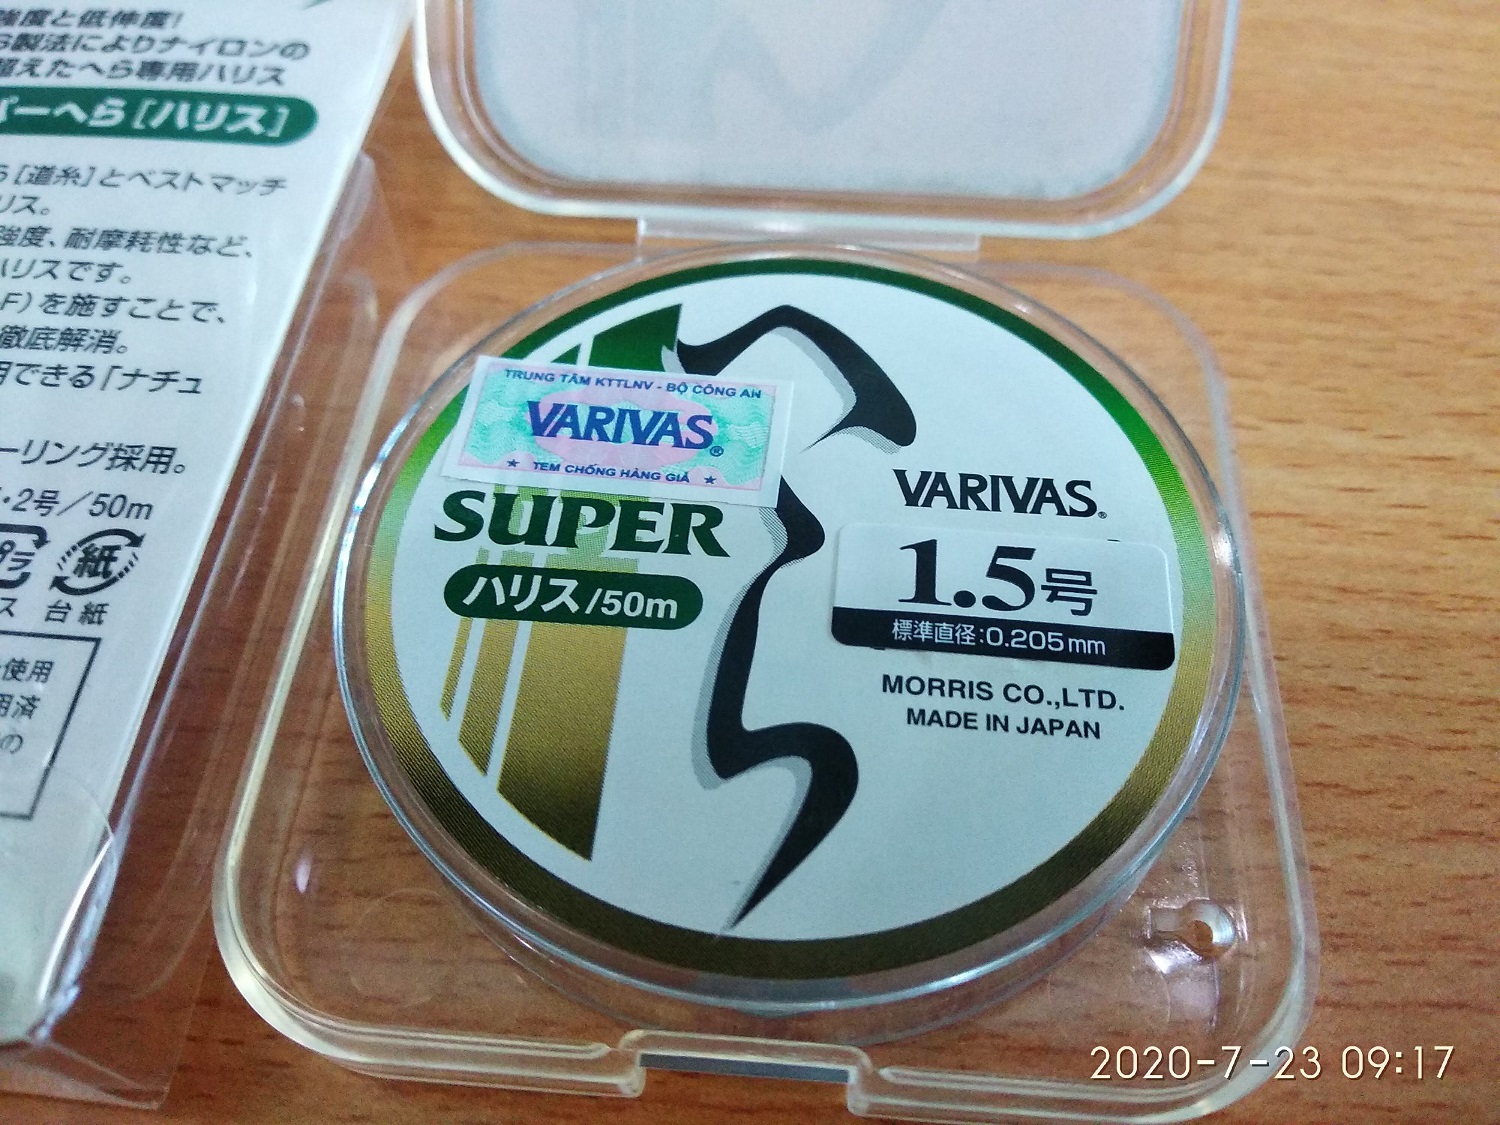 強度と低伸度!
製法によりナイロンの
超えたへら専用ハリス
パーへら[ハリス]
ら[道糸]とベストマッチ
リス。
強度、耐摩耗性など、
ハリスです。
F)を施すことで、
徹底解消。
用できる「ナチュ
ーリング採用。
・2号/50m
プラ
紙
ス 台紙
使用
用済
の
TRUNG TÂM KTTLNV - BỘ CÔNG AN
VARIVAS®
★ TEM CHỐNG HÀNG GIẢ ★
SUPER
ハリス/50m
へら
VARIVAS®
1.5号
標準直径:0.205mm
MORRIS CO.,LTD.
MADE IN JAPAN
2020-7-23 09:17